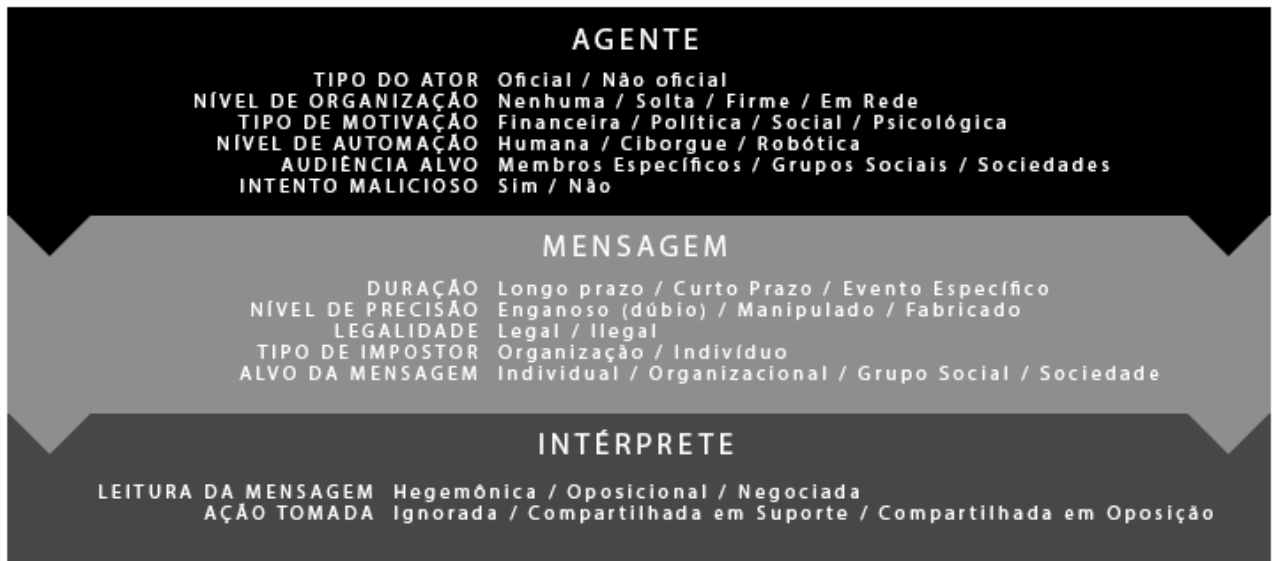 AGENTE
TIPO DO ATOR Oficial / Não oficial
NÍVEL DE ORGANIZAÇÃO Nenhuma / Solta / Firme / Em Rede
TIPO DE MOTIVAÇÃO Financeira / Política / Social / Psicológica
NÍVEL DE AUTOMAÇÃO Humana / Ciborgue / Robótica
AUDIÊNCIA ALVO Membros Específicos / Grupos Sociais / Sociedades
INTENTO MALICIOSO Sim / Não
MENSAGEM
DURAÇÃO Longo prazo / Curto Prazo / Evento Específico
NÍVEL DE PRECISÃO Enganoso (dúbio) / Manipulado / Fabricado
LEGALIDADE Legal / Ilegal
TIPO DE IMPOSTOR Organização / Indivíduo
ALVO DA MENSAGEM Individual / Organizacional / Grupo Social / Sociedade
INTÉRPRETE
LEITURA DA MENSAGEM Hegemônica / Oposicional / Negociada
AÇÃO TOMADA Ignorada / Compartilhada em Suporte / Compartilhada em Oposição